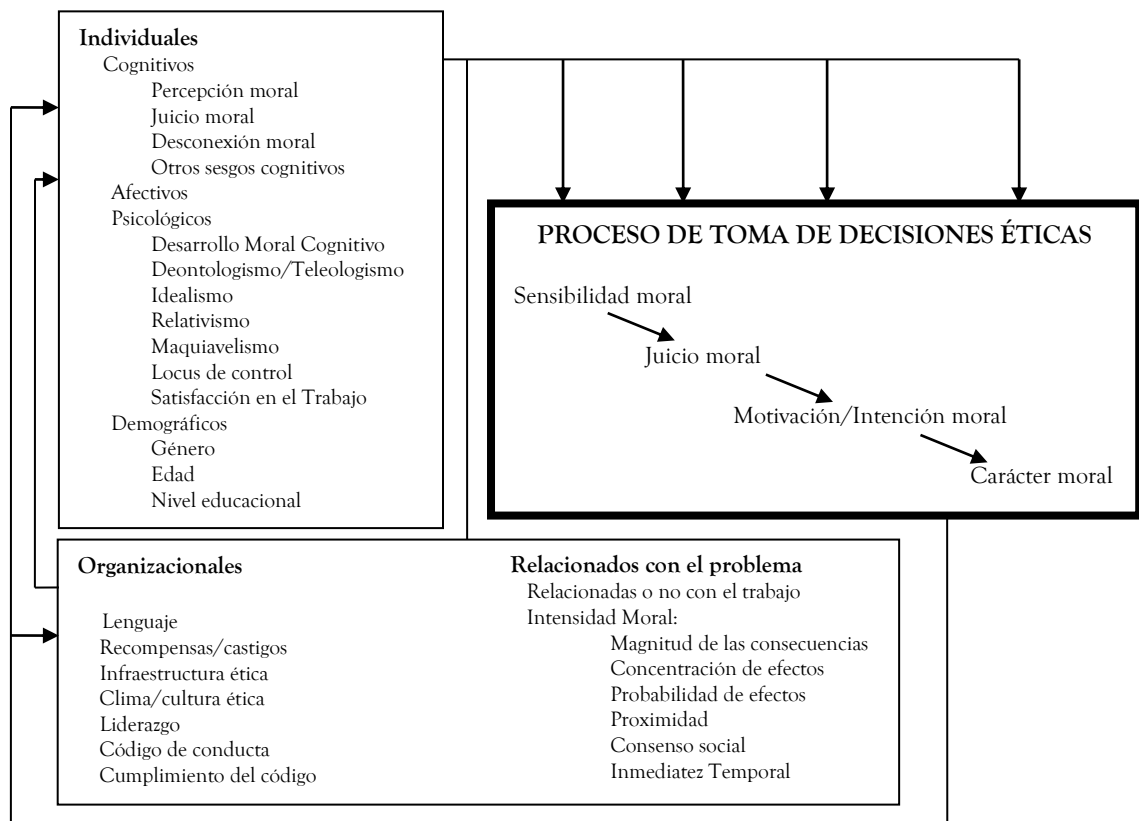 Individuales
Cognitivos
Percepción moral
Juicio moral
Desconexión moral
Otros sesgos cognitivos
Afectivos
Psicológicos
Desarrollo Moral Cognitivo
Deontologismo/Teleologismo
Idealismo
Relativismo
Maquiavelismo
Locus de control
Satisfacción en el Trabajo
Demográficos
Género
Edad
Nivel educacional
PROCESO DE TOMA DE DECISIONES ÉTICAS
Sensibilidad moral
Juicio moral
Motivación/Intención moral
Carácter moral
Organizacionales
Lenguaje
Recompensas/castigos
Infraestructura ética
Clima/cultura ética
Liderazgo
Código de conducta
Cumplimiento del código
Relacionados con el problema
Relacionadas o no con el trabajo
Intensidad Moral:
Magnitud de las consecuencias
Concentración de efectos
Probabilidad de efectos
Proximidad
Consenso social
Inmediatez Temporal